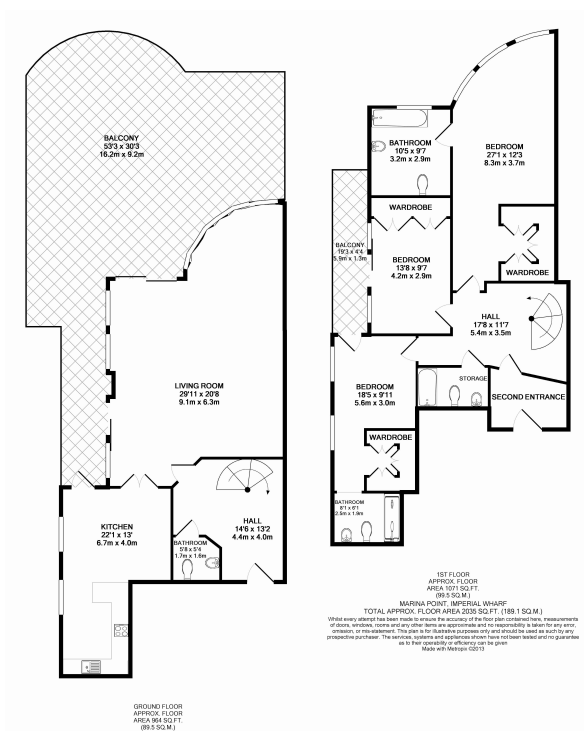 BALCONY
53'3 x 30'3
16.2m x 9.2m
LIVING ROOM
29'11 x 20'8
9.1m x 6.3m
KITCHEN
22'1 x 13'
6.7m x 4.0m
HALL
14'6 x 13'2
4.4m x 4.0m
BATHROOM
5'8 x 5'4
1.7m x 1.6m
GROUND FLOOR
APPROX. FLOOR
AREA 964 SQ.FT.
(89.5 SQ.M.)
BATHROOM
10'5 x 9'7
3.2m x 2.9m
BEDROOM
27'1 x 12'3
8.3m x 3.7m
WARDROBE
BALCONY
19'3 x 4'4
5.9m x 1.3m
BEDROOM
13'8 x 9'7
4.2m x 2.9m
WARDROBE
HALL
17'8 x 11'7
5.4m x 3.5m
STORAGE
BEDROOM
18'5 x 9'11
5.6m x 3.0m
SECOND ENTRANCE
WARDROBE
BATHROOM
8'1 x 6'1
2.5m x 1.9m
1ST FLOOR
APPROX. FLOOR
AREA 1071 SQ.FT.
(99.5 SQ.M.)
MARINA POINT, IMPERIAL WHARF
TOTAL APPROX. FLOOR AREA 2035 SQ.FT. (189.1 SQ.M.)
Whilst every attempt has been made to ensure the accuracy of the floor plan contained here, measurements
of doors, windows, rooms and any other items are approximate and no responsibility is taken for any error,
omission, or mis-statement. This plan is for illustrative purposes only and should be used as such by any
prospective purchaser. The services, systems and appliances shown have not been tested and no guarantee
as to their operability or efficiency can be given
Made with Metropix ©2013